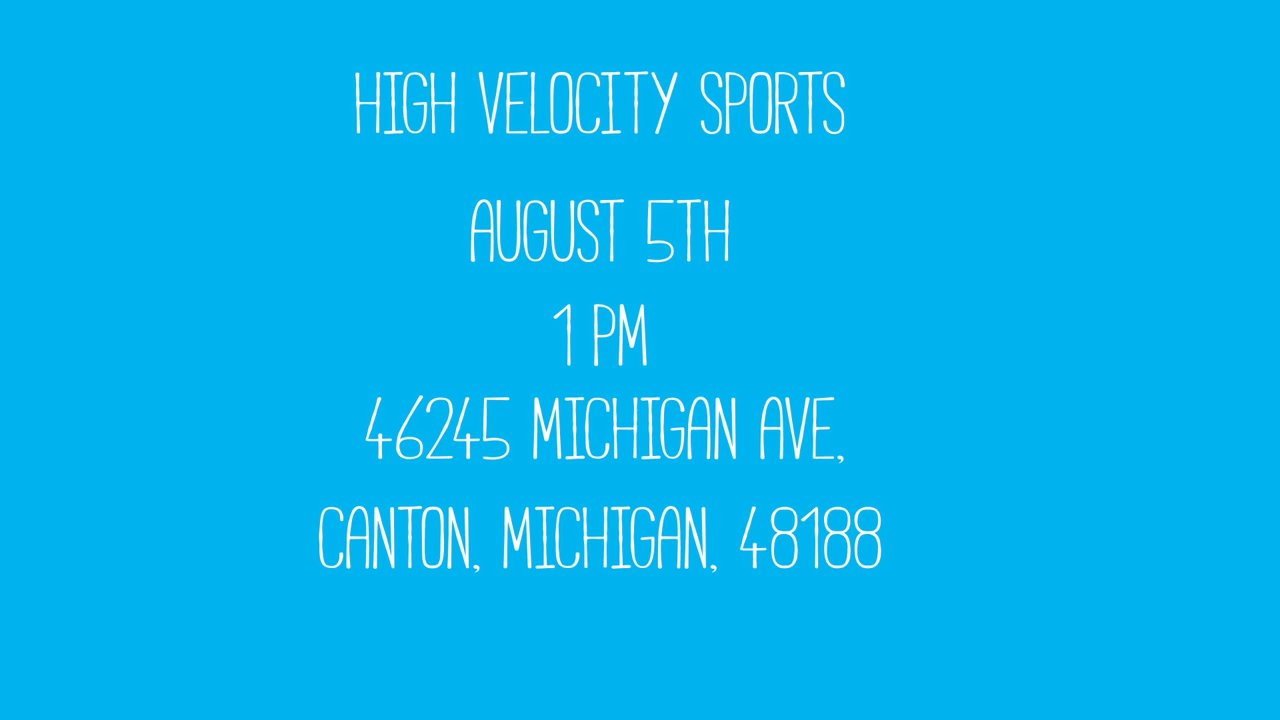 HIGH VELOCITY SPORTS
AUGUST 5TH
1 PM
46245 MICHIGAN AVE,
CANTON, MICHIGAN, 48188